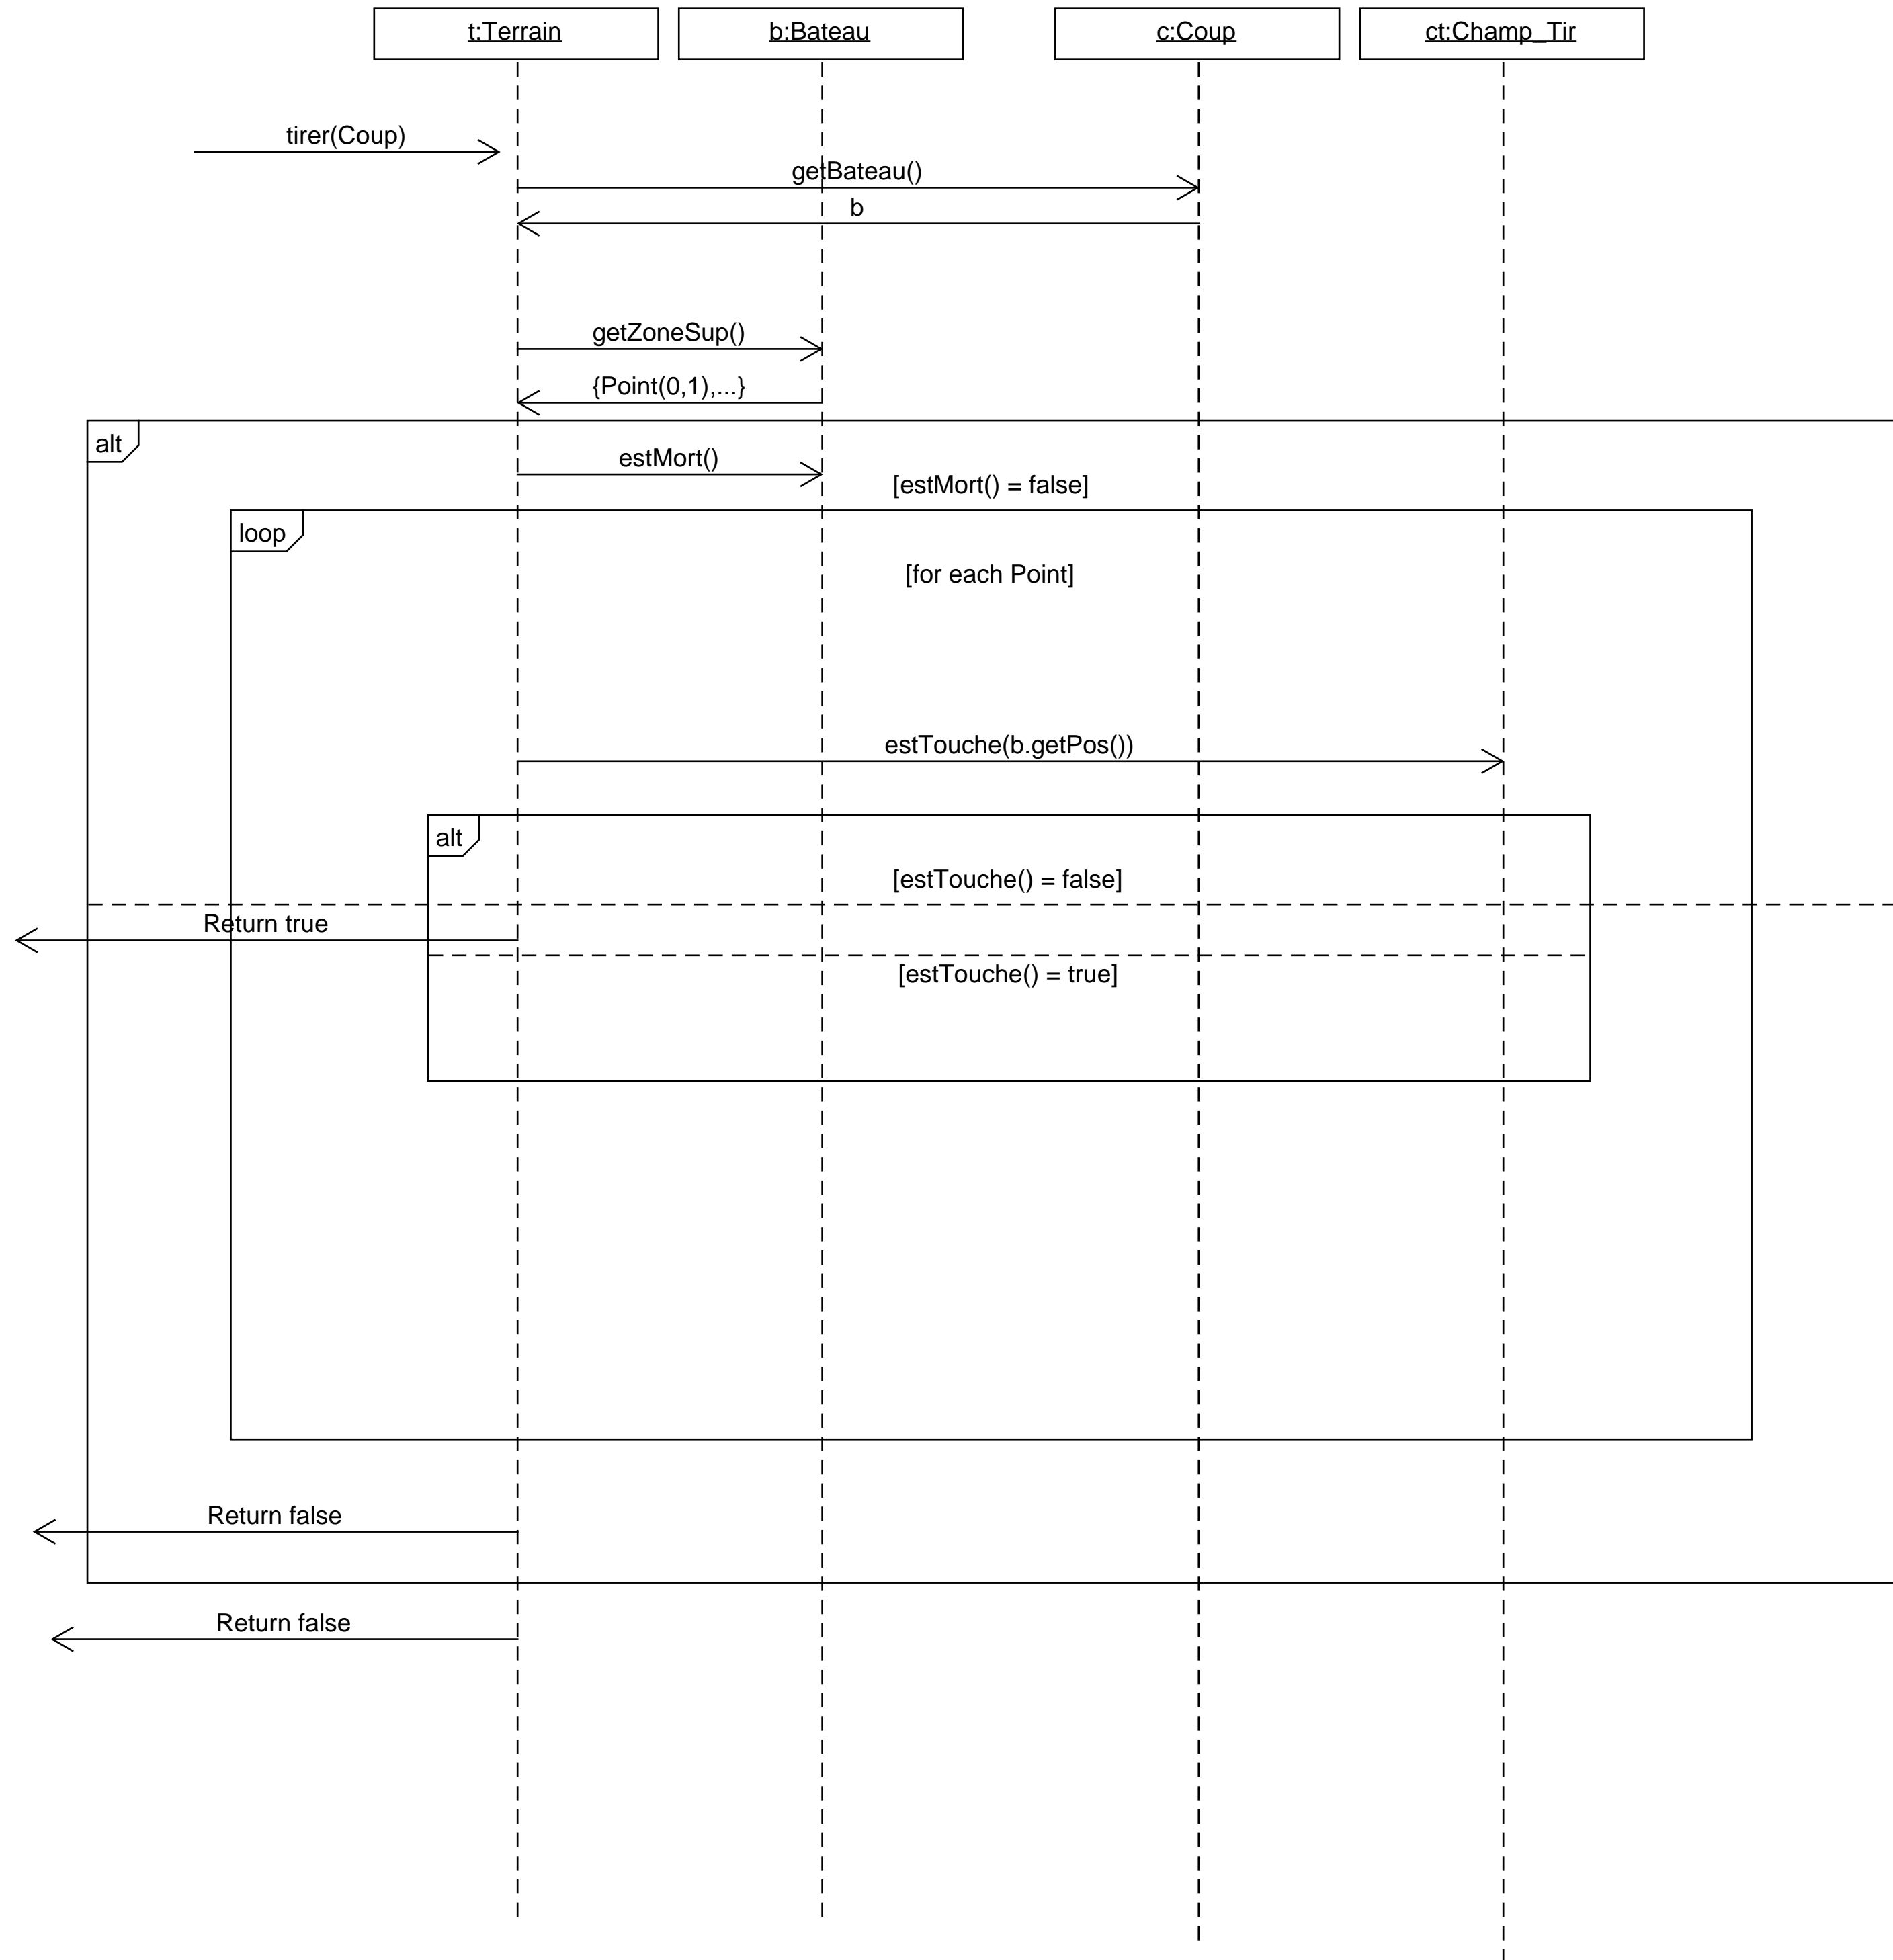 t:Terrain
b:Bateau
c:Coup
ct:Champ_Tir
tirer(Coup)
getBateau()
b
getZoneSup()
{Point(0,1),...}
alt
estMort()
[estMort() = false]
loop
[for each Point]
estTouche(b.getPos())
alt
[estTouche() = false]
Return true
[estTouche() = true]
Return false
Return false